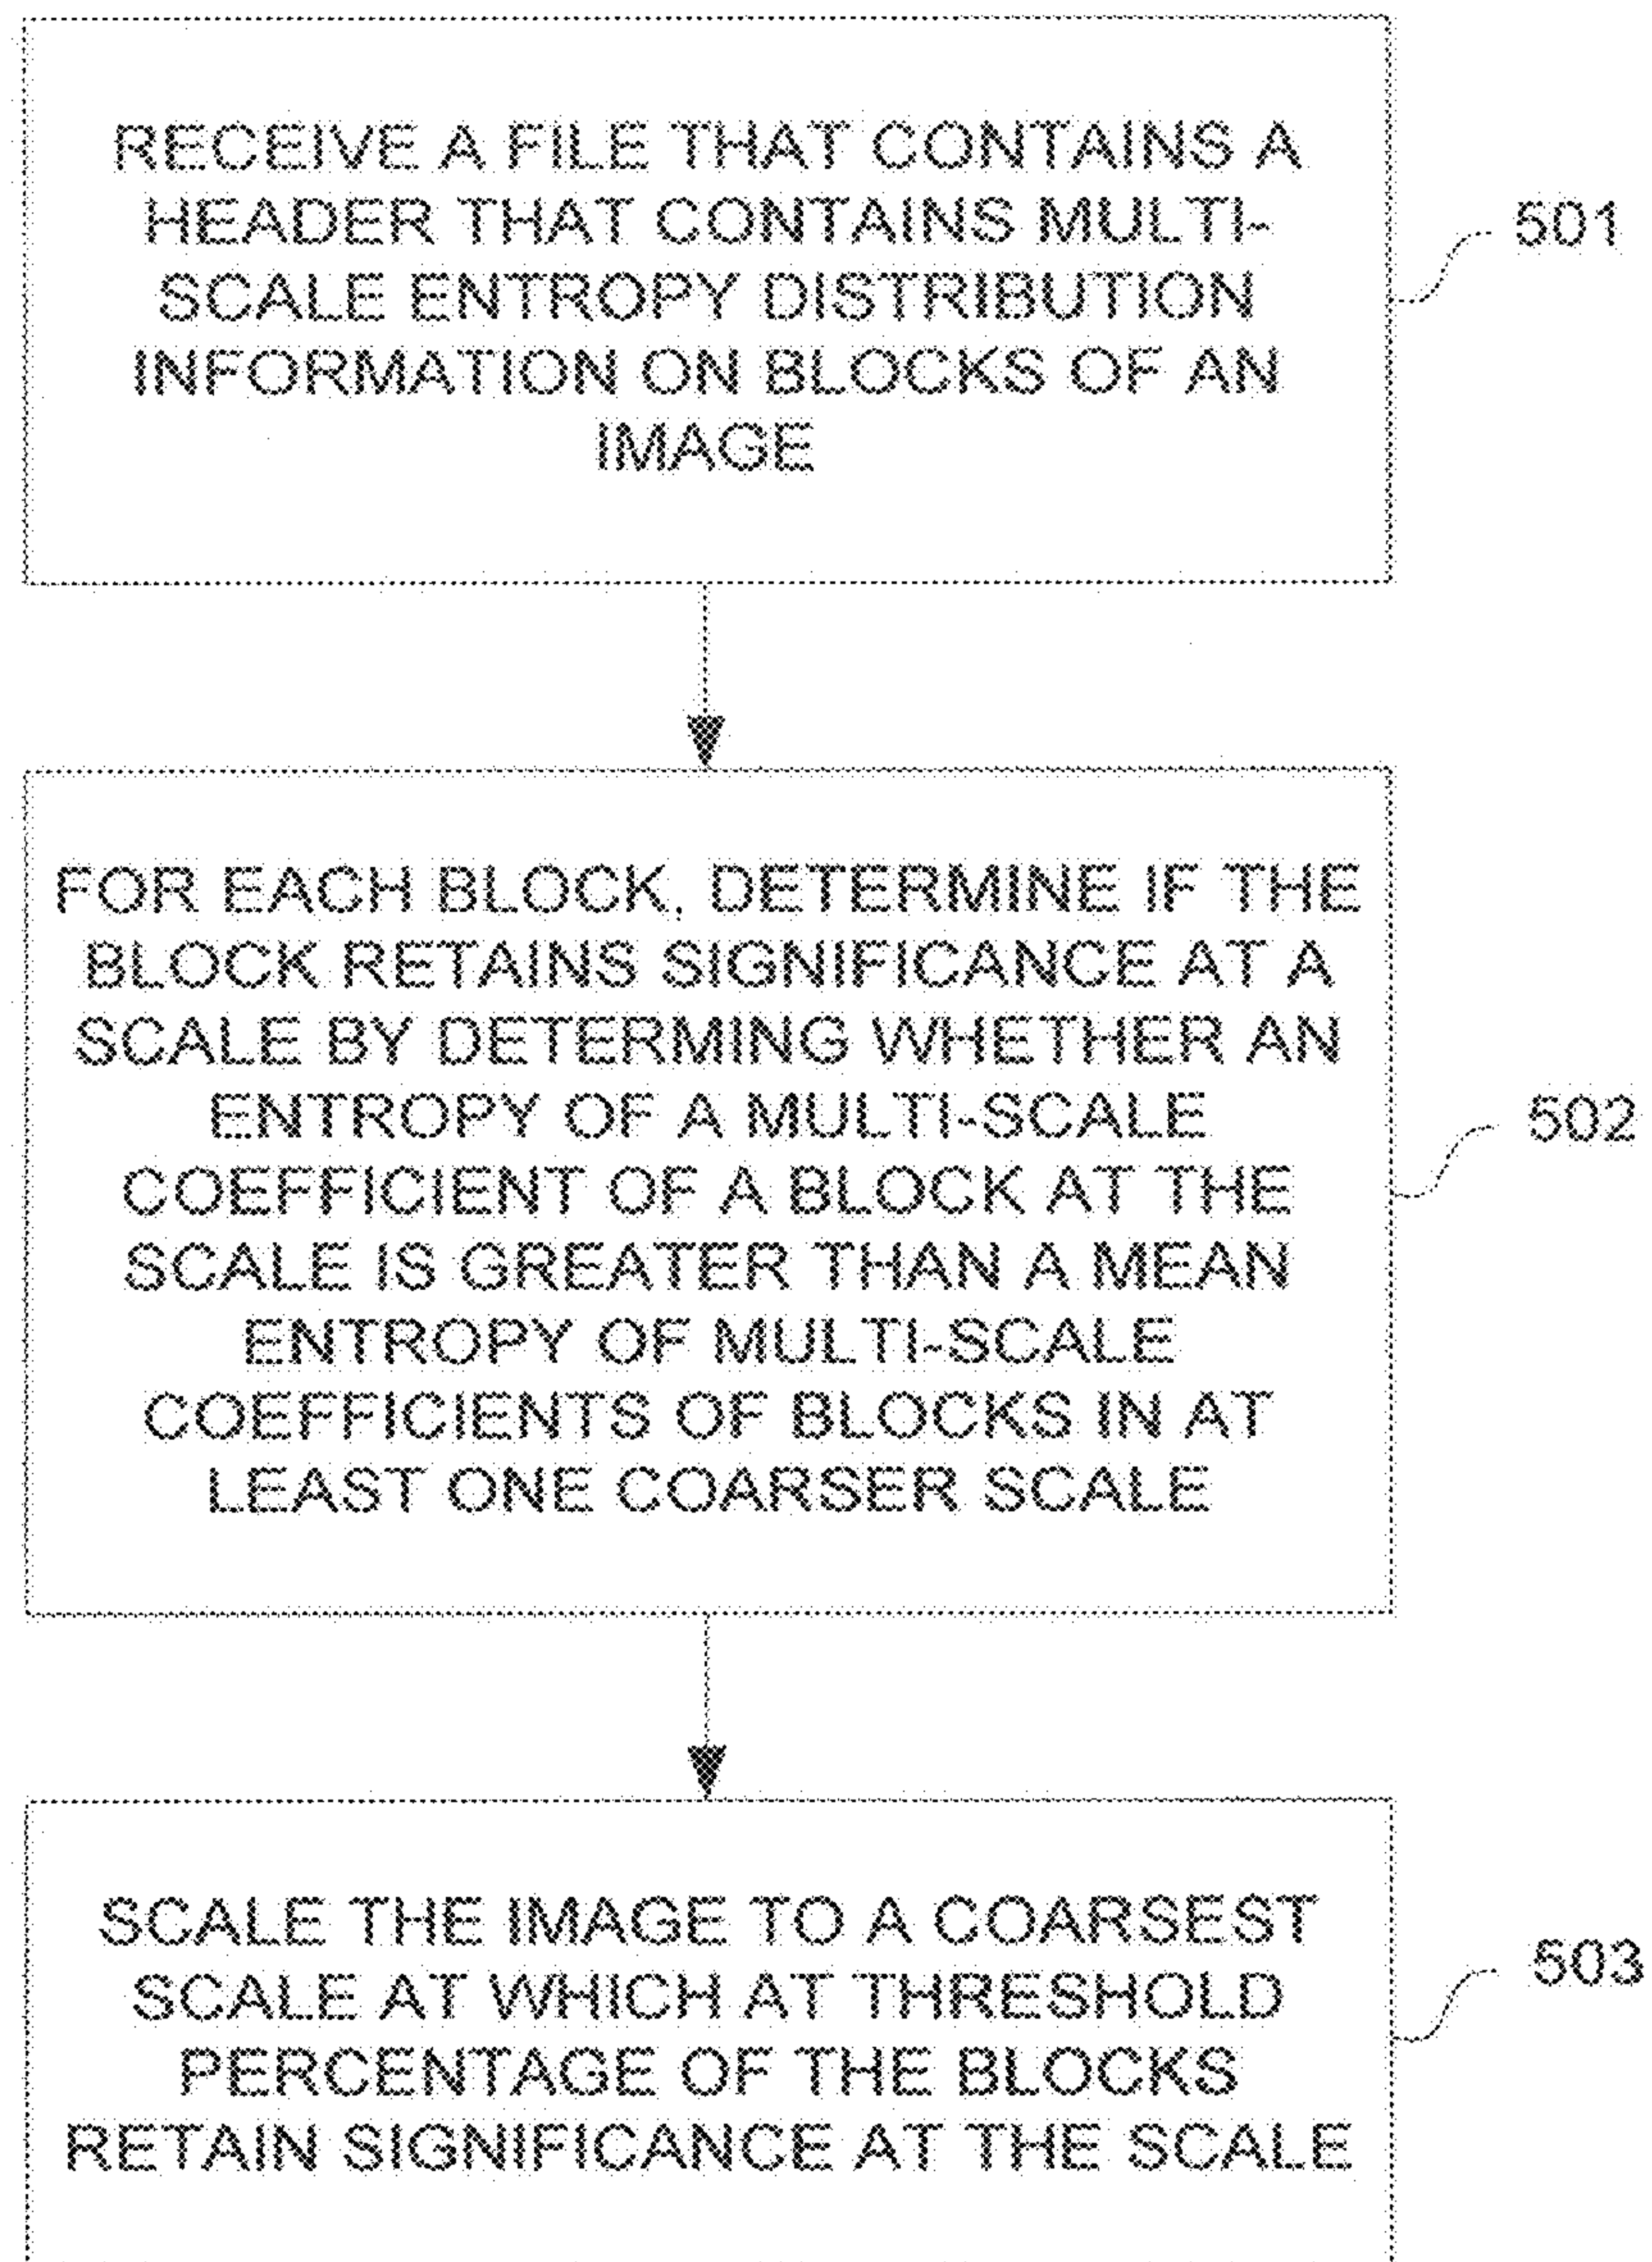 RECEIVE A FILE THAT CONTAINS A
HEADER THAT CONTAINS MULTI-
SCALE ENTROPY DISTRIBUTION
INFORMATION ON BLOCKS OF AN
IMAGE
501
FOR EACH BLOCK, DETERMINE IF THE
BLOCK RETAINS SIGNIFICANCE AT A
SCALE BY DETERMING WHETHER AN
ENTROPY OF A MULTI-SCALE
COEFFICIENT OF A BLOCK AT THE
SCALE IS GREATER THAN A MEAN
ENTROPY OF MULTI-SCALE
COEFFICIENTS OF BLOCKS IN AT
LEAST ONE COARSER SCALE
502
SCALE THE IMAGE TO A COARSEST
SCALE AT WHICH AT THRESHOLD
PERCENTAGE OF THE BLOCKS
RETAIN SIGNIFICANCE AT THE SCALE
503